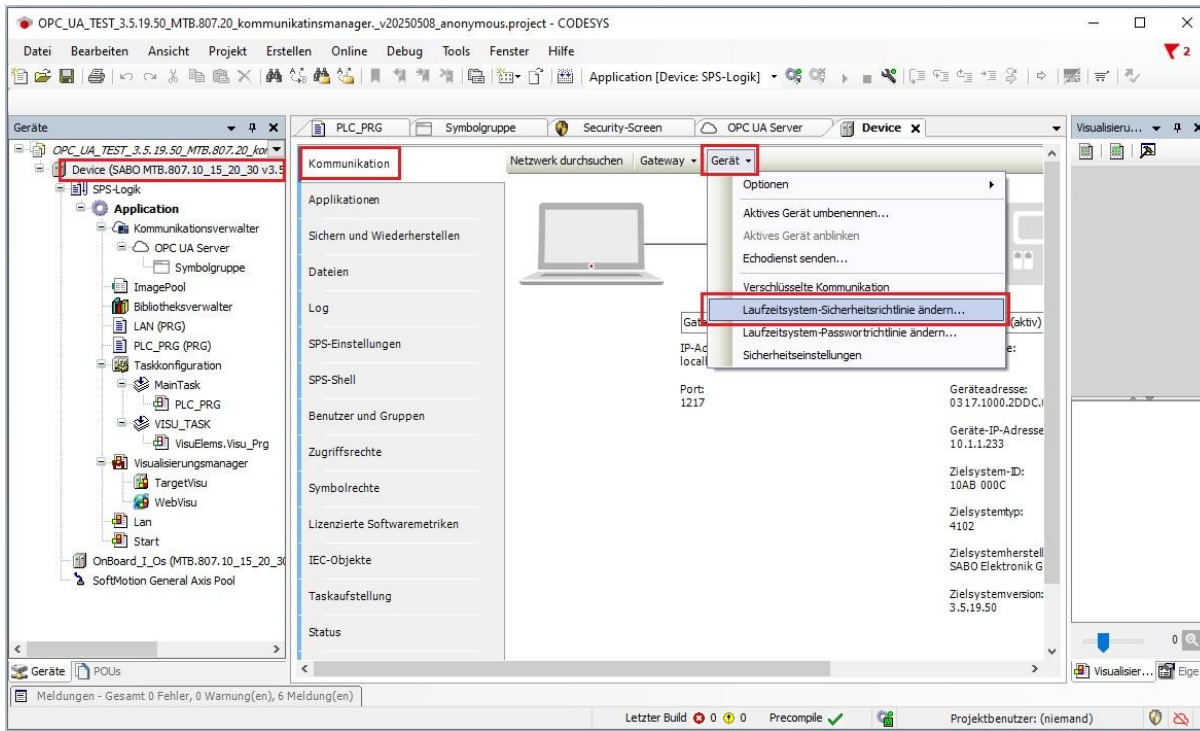 OPC_UA_TEST_3.5.19.50_MTB.807.20_kommunikatinsmanager._v20250508_anonymous.project - CODESYS
Datei Bearbeiten Ansicht Projekt Erstellen Online Debug Tools Fenster Hilfe
2
Application [Device: SPS-Logik]
Geräte
PLC_PRG Symbolgruppe Security-Screen OPC UA Server Device
Visualisieru...
OPC_UA_TEST_3.5.19.50_MTB.807.20_kor
Device (SABO MTB.807.10_15_20_30 v3.5
SPS-Logik
Application
Kommunikationsverwalter
OPC UA Server
Symbolgruppe
ImagePool
Bibliotheksverwalter
LAN (PRG)
PLC_PRG (PRG)
Taskkonfiguration
MainTask
PLC_PRG
VISU_TASK
VisuElems.Visu_Prg
Visualisierungsmanager
TargetVisu
WebVisu
Lan
Start
OnBoard_I_Os (MTB.807.10_15_20_30
SoftMotion General Axis Pool
Geräte POUs
Kommunikation
Applikationen
Sichern und Wiederherstellen
Dateien
Log
SPS-Einstellungen
SPS-Shell
Benutzer und Gruppen
Zugriffsrechte
Symbolrechte
Lizenzierte Softwaremetriken
IEC-Objekte
Taskaufstellung
Status
Netzwerk durchsuchen Gateway Gerät
Optionen
Aktives Gerät umbenennen...
Aktives Gerät anblinken
Echodienst senden...
Verschlüsselte Kommunikation
Laufzeitsystem-Sicherheitsrichtlinie ändern...
Laufzeitsystem-Passwortrichtlinie ändern...
Sicherheitseinstellungen
Gat
(aktiv)
IP-Ad
locall
e:
Port:
1217
Geräteadresse:
0317.1000.2DDC.
Geräte-IP-Adresse
10.1.1.233
Zielsystem-ID:
10AB 000C
Zielsystemtyp:
4102
Zielsystemherstell
SABO Elektronik G
Zielsystemversion:
3.5.19.50
0
Visualisier... Eige
Meldungen - Gesamt 0 Fehler, 0 Warnung(en), 6 Meldung(en)
Letzter Build 0 0 Precompile Projektbenutzer: (niemand)